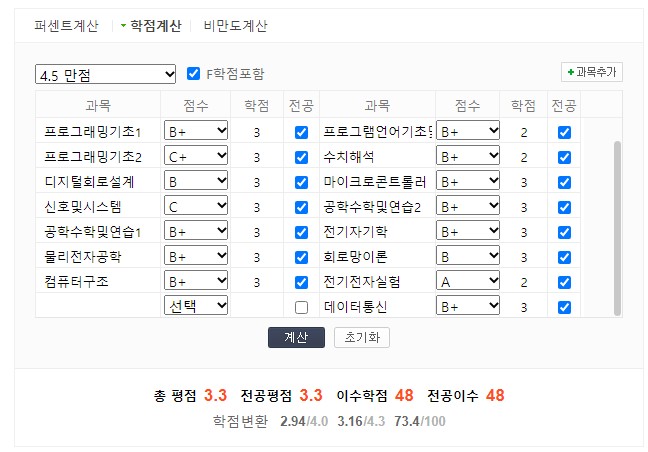 퍼센트계산 학점계산 비만도계산
4.5 만점 F학점포함 과목추가
과목 점수 학점 전공 과목 점수 학점 전공
프로그래밍기초1 B+ 3 프로그램언어기초및 B+ 2
프로그래밍기초2 C+ 3 수치해석 B+ 2
디지털회로설계 B 3 마이크로콘트롤러 B+ 3
신호및시스템 C 3 공학수학및연습2 B+ 3
공학수학및연습1 B+ 3 전기자기학 B+ 3
물리전자공학 B+ 3 회로망이론 B 3
컴퓨터구조 B+ 3 전기전자실험 A 2
선택 데이터통신 B+ 3
계산 초기화
총 평점 3.3 전공평점 3.3 이수학점 48 전공이수 48
학점변환 2.94/4.0 3.16/4.3 73.4/100